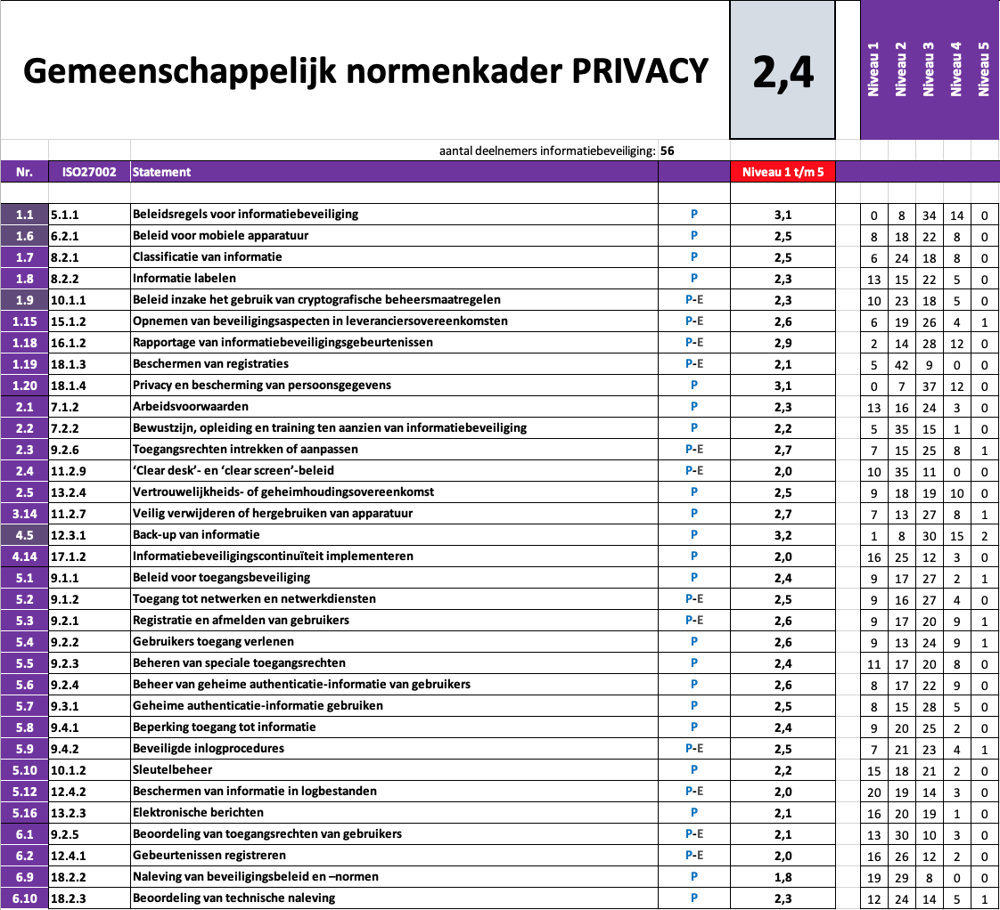 Gemeenschappelijk normenkader PRIVACY 2,4 Niveau 1 Niveau 2 Niveau 3 Niveau 4 Niveau 5
aantal deelnemers informatiebeveiliging: 56
Nr. ISO27002 Statement Niveau 1 t/m 5
1.1 5.1.1 Beleidsregels voor informatiebeveiliging P 3,1 0 8 34 14 0
1.6 6.2.1 Beleid voor mobiele apparatuur P 2,5 8 18 22 8 0
1.7 8.2.1 Classificatie van informatie P 2,5 6 24 18 8 0
1.8 8.2.2 Informatie labelen P 2,3 13 15 22 5 0
1.9 10.1.1 Beleid inzake het gebruik van cryptografische beheersmaatregelen P-E 2,3 10 23 18 5 0
1.15 15.1.2 Opnemen van beveiligingsaspecten in leveranciersovereenkomsten P-E 2,6 6 19 26 4 1
1.18 16.1.2 Rapportage van informatiebeveiligingsgebeurtenissen P-E 2,9 2 14 28 12 0
1.19 18.1.3 Beschermen van registraties P-E 2,1 5 42 9 0 0
1.20 18.1.4 Privacy en bescherming van persoonsgegevens P 3,1 0 7 37 12 0
2.1 7.1.2 Arbeidsvoorwaarden P 2,3 13 16 24 3 0
2.2 7.2.2 Bewustzijn, opleiding en training ten aanzien van informatiebeveiliging P 2,2 5 35 15 1 0
2.3 9.2.6 Toegangsrechten intrekken of aanpassen P-E 2,7 7 15 25 8 1
2.4 11.2.9 ‘Clear desk’- en ‘clear screen’-beleid P-E 2,0 10 35 11 0 0
2.5 13.2.4 Vertrouwelijkheids- of geheimhoudingsovereenkomst P 2,5 9 18 19 10 0
3.14 11.2.7 Veilig verwijderen of hergebruiken van apparatuur P 2,7 7 13 27 8 1
4.5 12.3.1 Back-up van informatie P 3,2 1 8 30 15 2
4.14 17.1.2 Informatiebeveiligingscontinuïteit implementeren P 2,0 16 25 12 3 0
5.1 9.1.1 Beleid voor toegangsbeveiliging P 2,4 9 17 27 2 1
5.2 9.1.2 Toegang tot netwerken en netwerkdiensten P-E 2,5 9 16 27 4 0
5.3 9.2.1 Registratie en afmelden van gebruikers P-E 2,6 9 17 20 9 1
5.4 9.2.2 Gebruikers toegang verlenen P 2,6 9 13 24 9 1
5.5 9.2.3 Beheren van speciale toegangsrechten P 2,4 11 17 20 8 0
5.6 9.2.4 Beheer van geheime authenticatie-informatie van gebruikers P 2,6 8 17 22 9 0
5.7 9.3.1 Geheime authenticatie-informatie gebruiken P 2,5 8 15 28 5 0
5.8 9.4.1 Beperking toegang tot informatie P 2,4 9 20 25 2 0
5.9 9.4.2 Beveiligde inlogprocedures P-E 2,5 7 21 23 4 1
5.10 10.1.2 Sleutelbeheer P 2,2 15 18 21 2 0
5.12 12.4.2 Beschermen van informatie in logbestanden P-E 2,0 20 19 14 3 0
5.16 13.2.3 Elektronische berichten P 2,1 16 20 19 1 0
6.1 9.2.5 Beoordeling van toegangsrechten van gebruikers P-E 2,1 13 30 10 3 0
6.2 12.4.1 Gebeurtenissen registreren P-E 2,0 16 26 12 2 0
6.9 18.2.2 Naleving van beveiligingsbeleid en –normen P 1,8 19 29 8 0 0
6.10 18.2.3 Beoordeling van technische naleving P 2,3 12 24 14 5 1